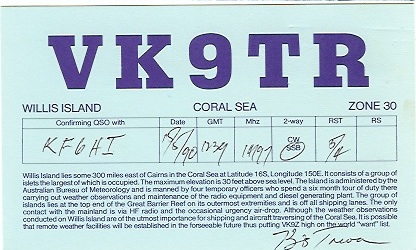 VK9TR
WILLIS ISLAND CORAL SEA ZONE 30
Confirming QSO with Date GMT Mhz 2-way RST RS
KF6HI CW SSB
Willis Island lies some 300 miles east of Cairns in the Coral Sea at Latitude 16S, Longitude 150E. It consists of a group of
islets the largest of which is occupied. The maximum elevation is 30 feet above sea level. The Island is administered by the
Australian Bureau of Meteorology and is manned by four temporary officers who spend a six month tour of duty there
carrying out weather observations and maintenance of the radio equipment and diesel generating plant. The group of
islands lies at the top end of the Great Barrier Reef on its outer extremities and is off all shipping lanes. The only
contact with the mainland is via HF radio and the occasional urgency air-drop. Although the weather observations
conducted on Willis Island are of the utmost importance for shipping and aircraft traversing of the Coral Sea. It is possible
that remote weather facilities will be established in the forseeable future thus putting VK9Z high on the world "want" list.